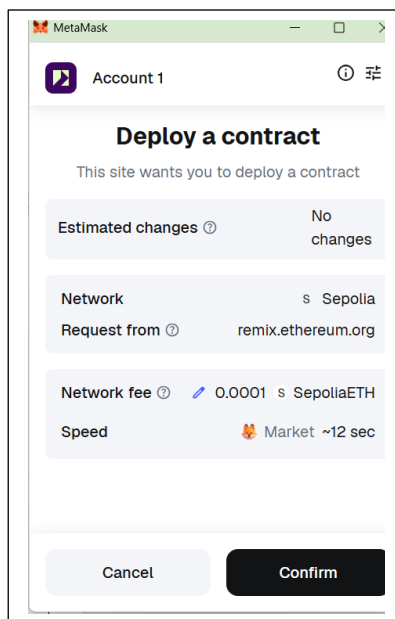 MetaMask
Account 1
Deploy a contract
This site wants you to deploy a contract
Estimated changes No
changes
Network S Sepolia
Request from remix.ethereum.org
Network fee 0.0001 S SepoliaETH
Speed Market ~12 sec
Cancel Confirm